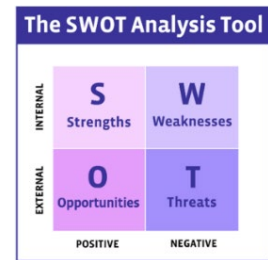 The SWOT Analysis Tool
INTERNAL
S
Strengths
W
Weaknesses
EXTERNAL
O
Opportunities
T
Threats
POSITIVE
NEGATIVE